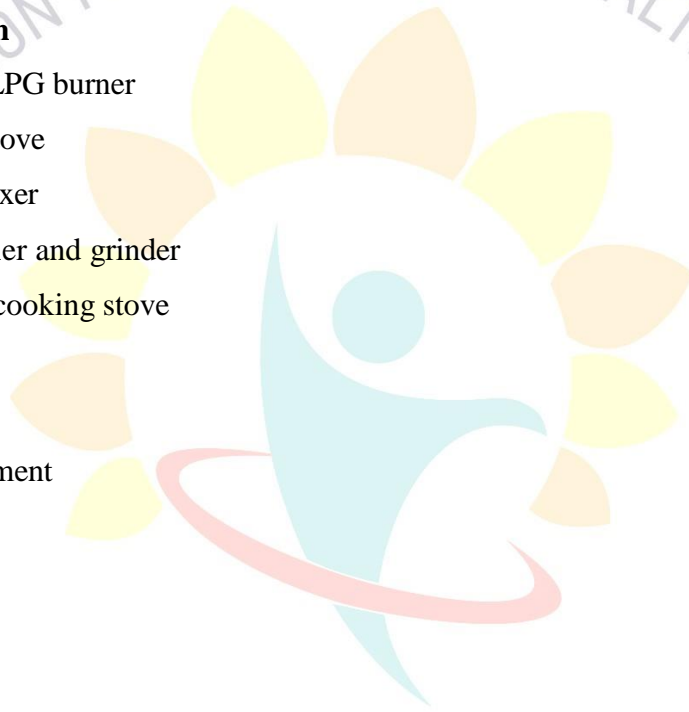 n
LPG burner
ove
xer
er and grinder
cooking stove
ment